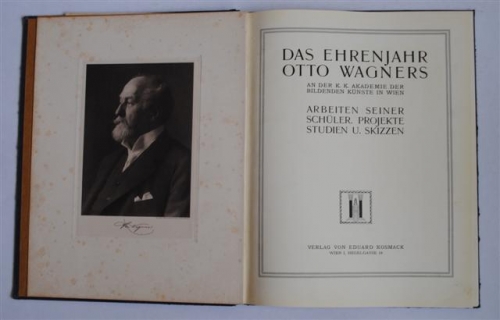 DAS EHRENJAHR
OTTO WAGNERS
AN DER K. K. AKADEMIE DER
BILDENDEN KÜNSTE IN WIEN
ARBEITEN SEINER
SCHÜLER. PROJEKTE
STUDIEN U. SKIZZEN
VERLAG VON EDUARD KOSMACK
WIEN I.